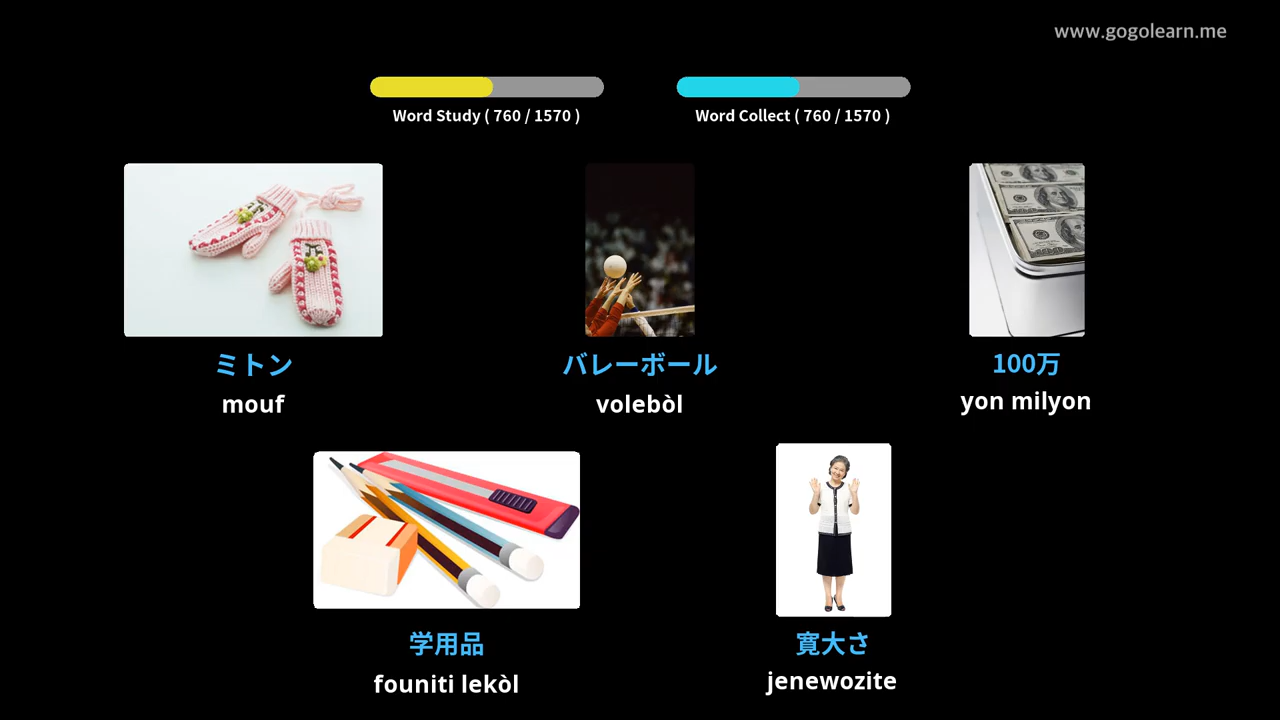 www.gogolearn.me
Word Study ( 760 / 1570 )
Word Collect ( 760 / 1570 )
ミトン
mouf
バレーボール
volebòl
100万
yon milyon
学用品
founiti lekòl
寛大さ
jenewozite